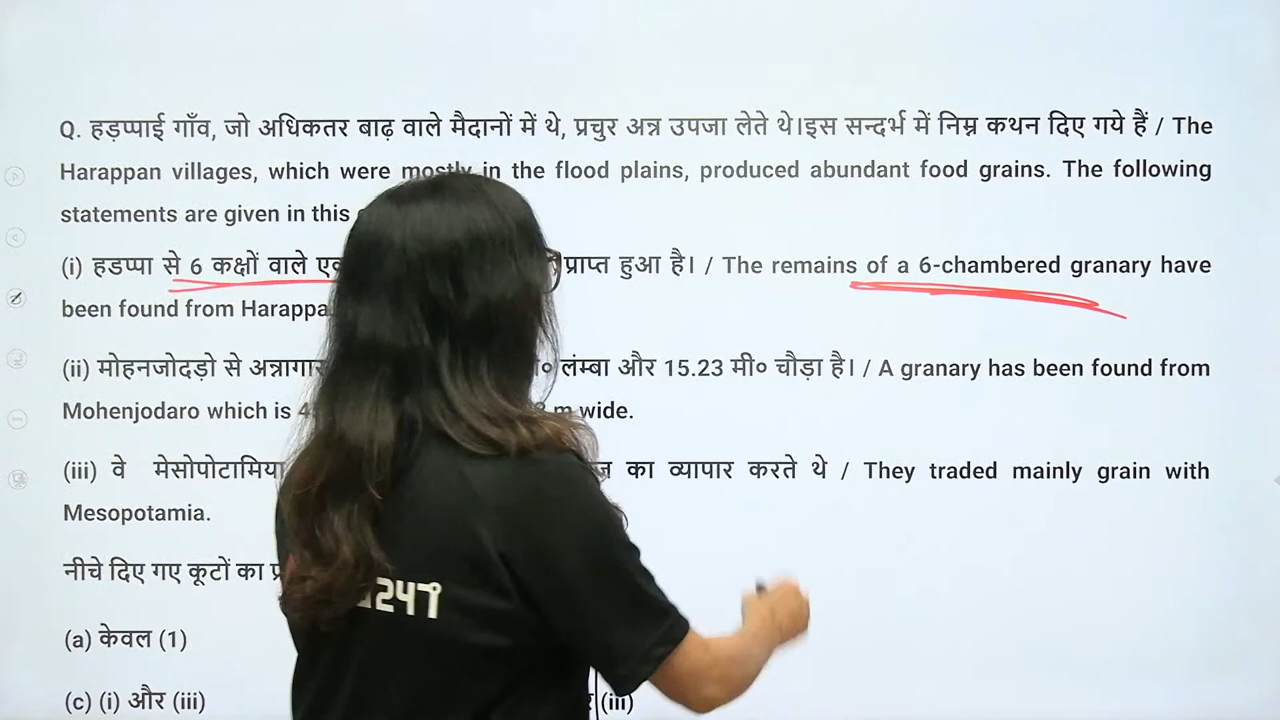 Q. हड़प्पाई गाँव, जो अधिकतर बाढ़ वाले मैदानों में थे, प्रचुर अन्न उपजा लेते थे।इस सन्दर्भ में निम्न कथन दिए गये हैं / The
Harappan villages, which were mostly in the flood plains, produced abundant food grains. The following
statements are given in this
(i) हडप्पा से 6 कक्षों वाले प्राप्त हुआ है। / The remains of a 6-chambered granary have
been found from Harappa
(ii) मोहनजोदड़ो से अन्नागार लंम्बा और 15.23 मी० चौड़ा है। / A granary has been found from
Mohenjodaro which is m wide.
(iii) वे मेसोपोटामिया का व्यापार करते थे / They traded mainly grain with
Mesopotamia.
नीचे दिए गए कूटों का
(a) केवल (1)
(c) (i) और (iii) (iii)
247